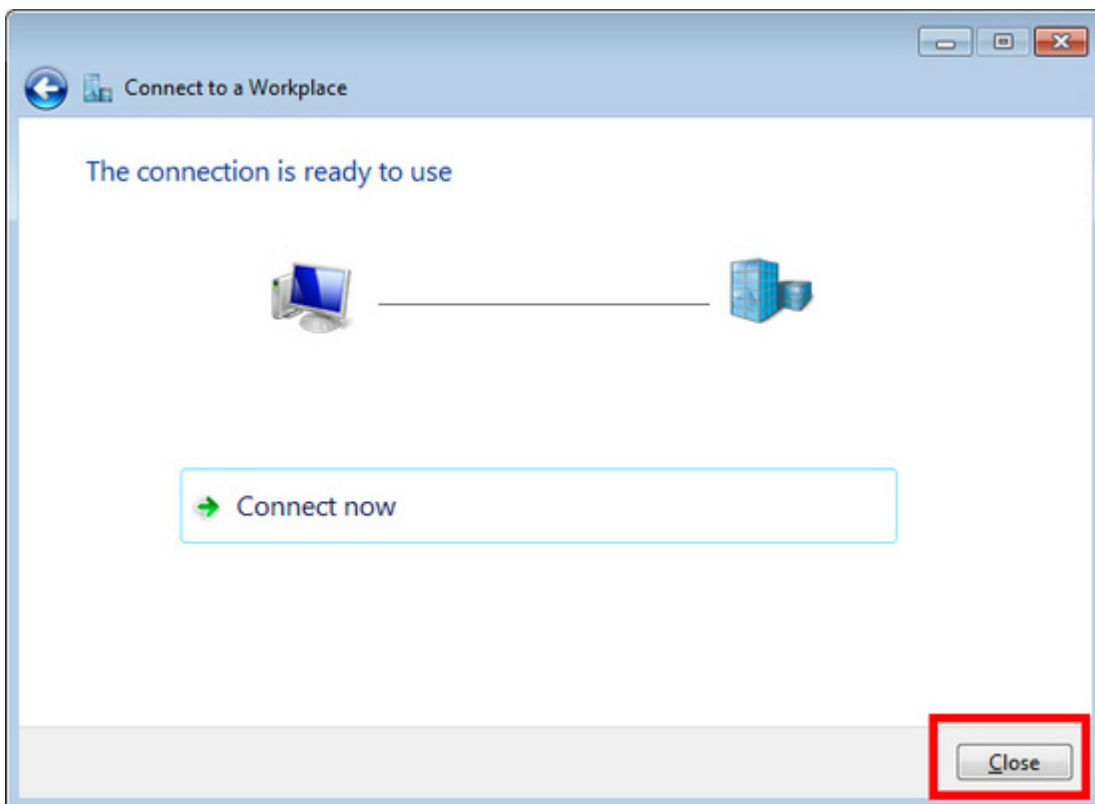 Connect to a Workplace
The connection is ready to use
Connect now
Close